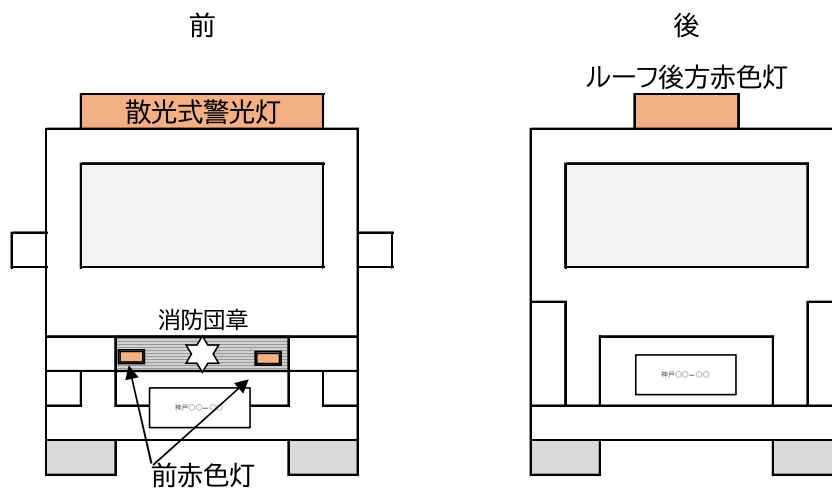 前
後
ルーフ後方赤色灯
散光式警光灯
消防団章
神戸○○ー○○
神戸○○ー○○
前赤色灯